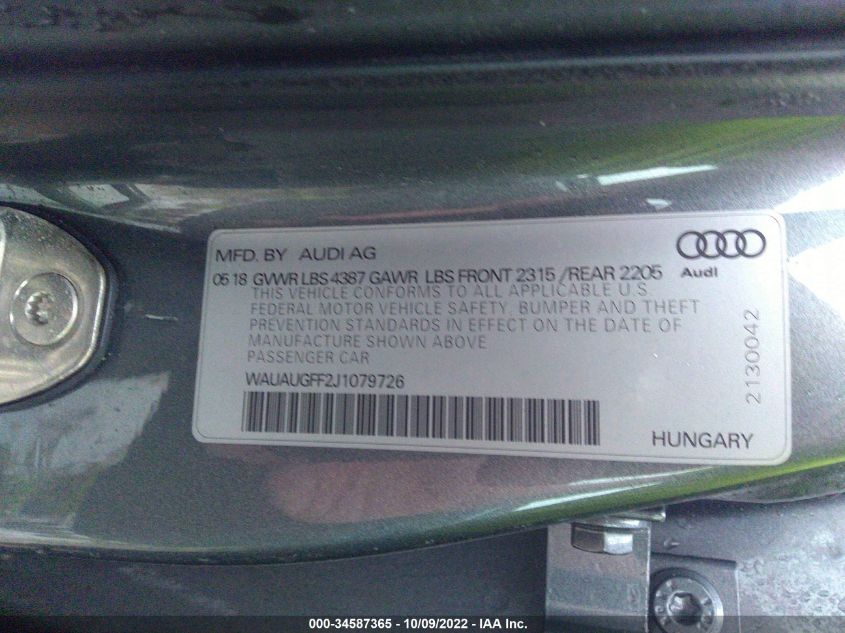 MFD. BY AUDI AG
05 18 GVWR LBS 4387 GAWR LBS FRONT 2315 /REAR 2205
Audi
THIS VEHICLE CONFORMS TO ALL APPLICABLE U.S.
FEDERAL MOTOR VEHICLE SAFETY, BUMPER AND THEFT
PREVENTION STANDARDS IN EFFECT ON THE DATE OF
MANUFACTURE SHOWN ABOVE
PASSENGER CAR
WAUAUGFF2J1079726
2130042
HUNGARY
000-34587365 - 10/09/2022 - IAA Inc.